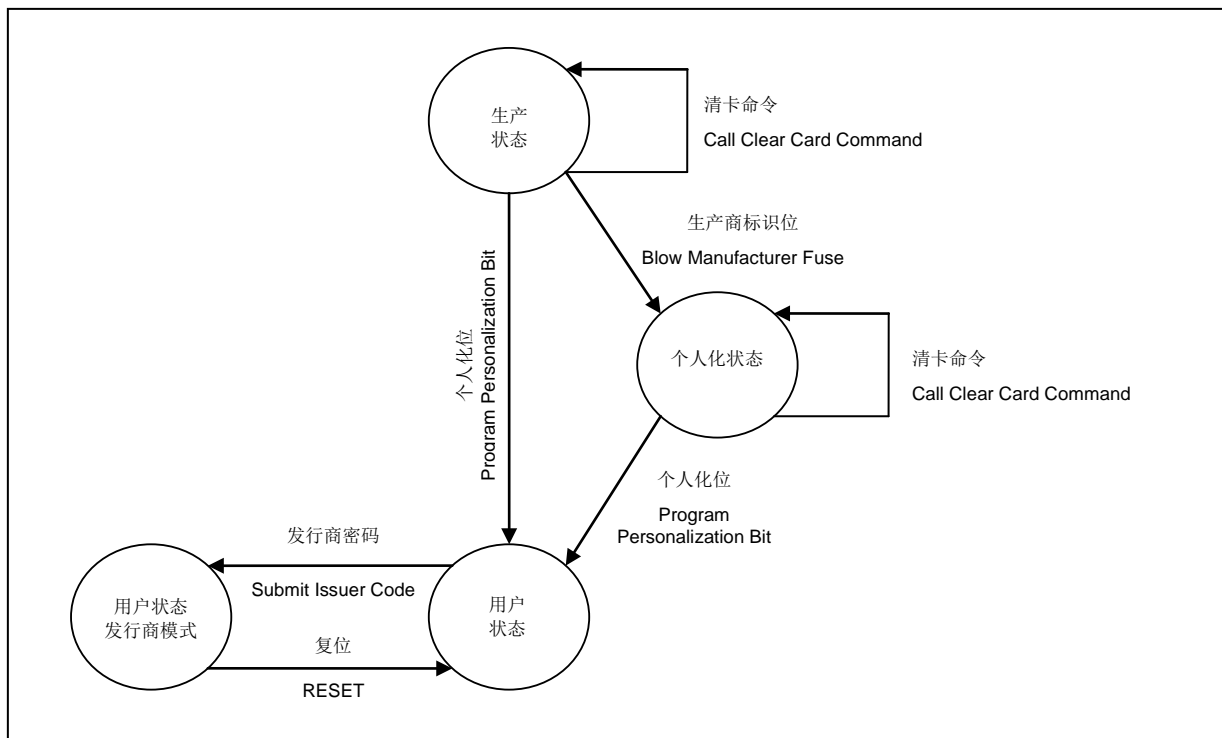 生产
状态
清卡命令
Call Clear Card Command
生产商标识位
Blow Manufacturer Fuse
个人化位
Program Personalization Bit
个人化状态
清卡命令
Call Clear Card Command
个人化位
Program
Personalization Bit
发行商密码
Submit Issuer Code
用户状态
发行商模式
用户
状态
复位
RESET